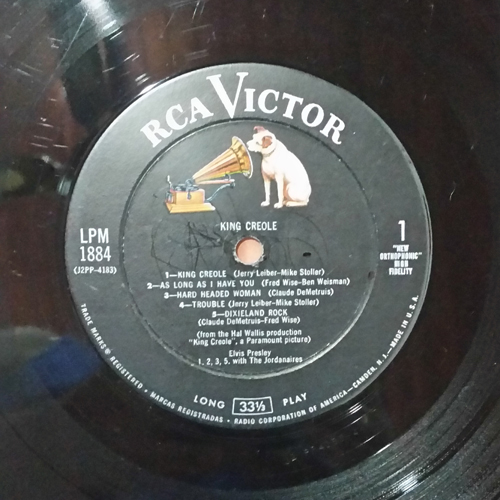 RCA VICTOR
KING CREOLE
LPM
1884
(J2PP-4183)
1
"NEW
ORTHOPHONIC"
HIGH
FIDELITY
1—KING CREOLE (Jerry Leiber-Mike Stoller)
2—AS LONG AS I HAVE YOU (Fred Wise-Ben Weisman)
3—HARD HEADED WOMAN (Claude DeMetruis)
4—TROUBLE (Jerry Leiber-Mike Stoller)
5—DIXIELAND ROCK
(Claude DeMetruis-Fred Wise)
(from the Hal Wallis production
"King Creole", a Paramount picture)
Elvis Presley
1, 2, 3, 5, with The Jordanaires
LONG 33⅓ PLAY
TRADE MARKS ® REGISTERED • MARCAS REGISTRADAS • RADIO CORPORATION OF AMERICA—CAMDEN, N.J.—MADE IN U.S.A.